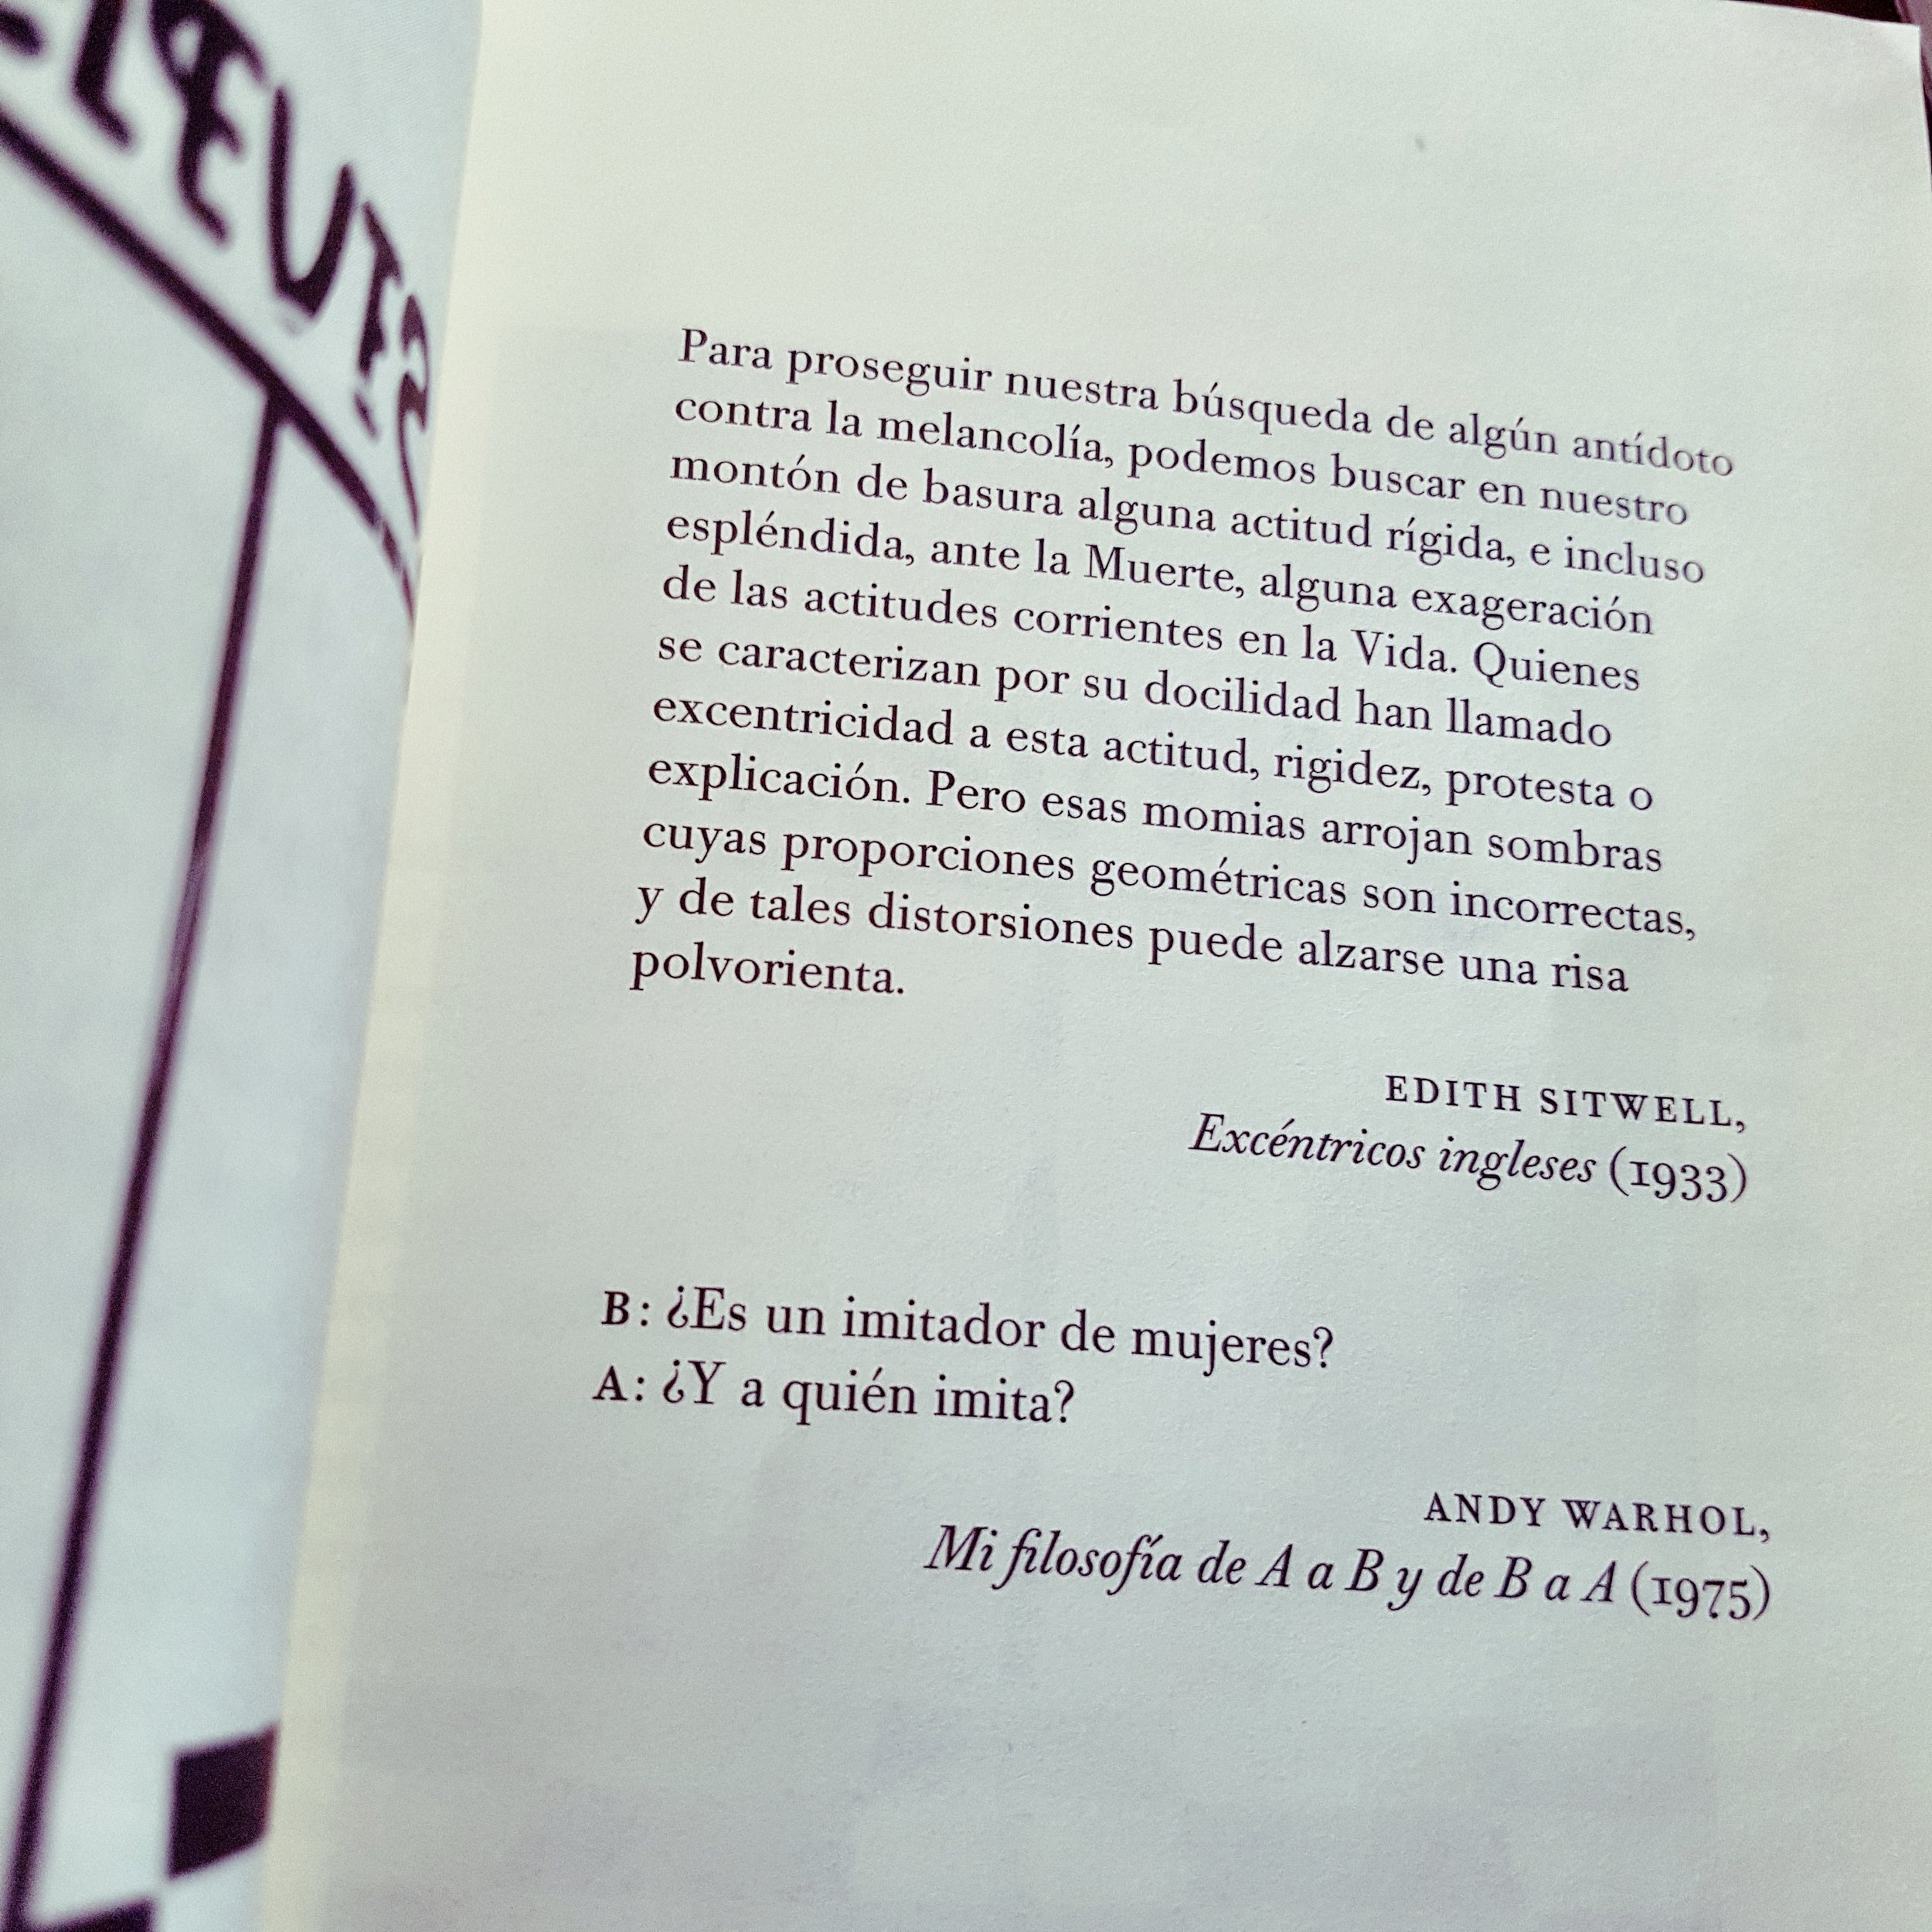 Para proseguir nuestra búsqueda de algún antídoto
contra la melancolía, podemos buscar en nuestro
montón de basura alguna actitud rígida, e incluso
espléndida, ante la Muerte, alguna exageración
de las actitudes corrientes en la Vida. Quienes
se caracterizan por su docilidad han llamado
excentricidad a esta actitud, rigidez, protesta o
explicación. Pero esas momias arrojan sombras
cuyas proporciones geométricas son incorrectas,
y de tales distorsiones puede alzarse una risa
polvorienta.
EDITH SITWELL,
Excéntricos ingleses (1933)
B: ¿Es un imitador de mujeres?
A: ¿Y a quién imita?
ANDY WARHOL,
Mi filosofía de A a B y de B a A (1975)